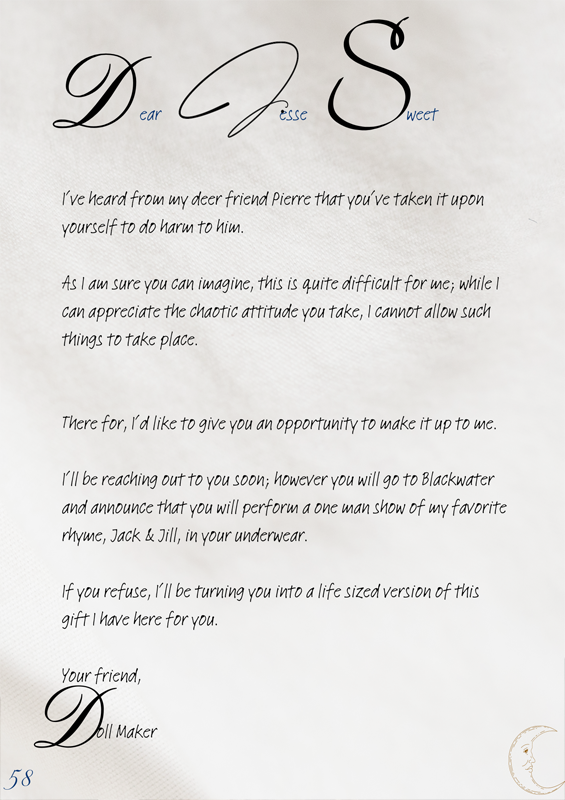 Dear Jesse Sweet
I've heard from my deer friend Pierre that you've taken it upon
yourself to do harm to him.
As I am sure you can imagine, this is quite difficult for me; while I
can appreciate the chaotic attitude you take, I cannot allow such
things to take place.
There for, I'd like to give you an opportunity to make it up to me.
I'll be reaching out to you soon; however you will go to Blackwater
and announce that you will perform a one man show of my favorite
rhyme, Jack & Jill, in your underwear.
If you refuse, I'll be turning you into a life sized version of this
gift I have here for you.
Your friend,
Doll Maker
58